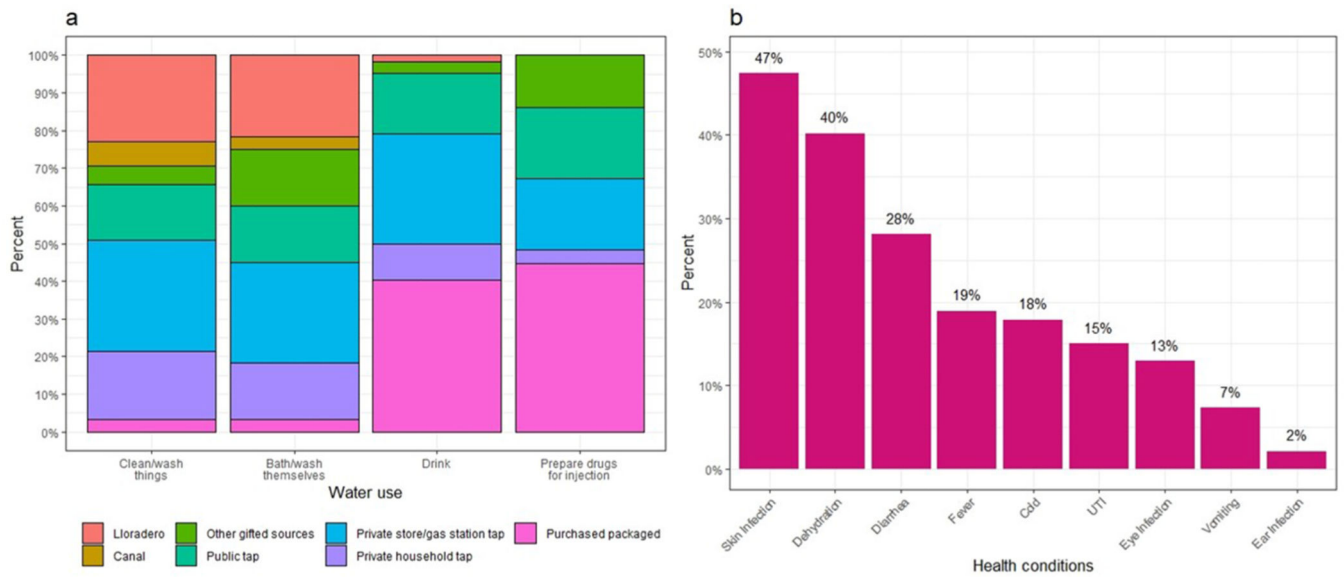 a
100%
90%
80%
70%
60%
50%
40%
30%
20%
10%
0%
Percent
Clean/wash
things
Bath/wash
themselves
Drink
Prepare drugs
for injection
Water use
Lloradero
Other gifted sources
Private store/gas station tap
Purchased packaged
Canal
Public tap
Private household tap
b
50%
40%
30%
20%
10%
0%
Percent
47%
40%
28%
19%
18%
15%
13%
7%
2%
Skin Infection
Dehydration
Diarrhea
Fever
Cold
UTI
Eye Infection
Vomiting
Ear Infection
Health conditions